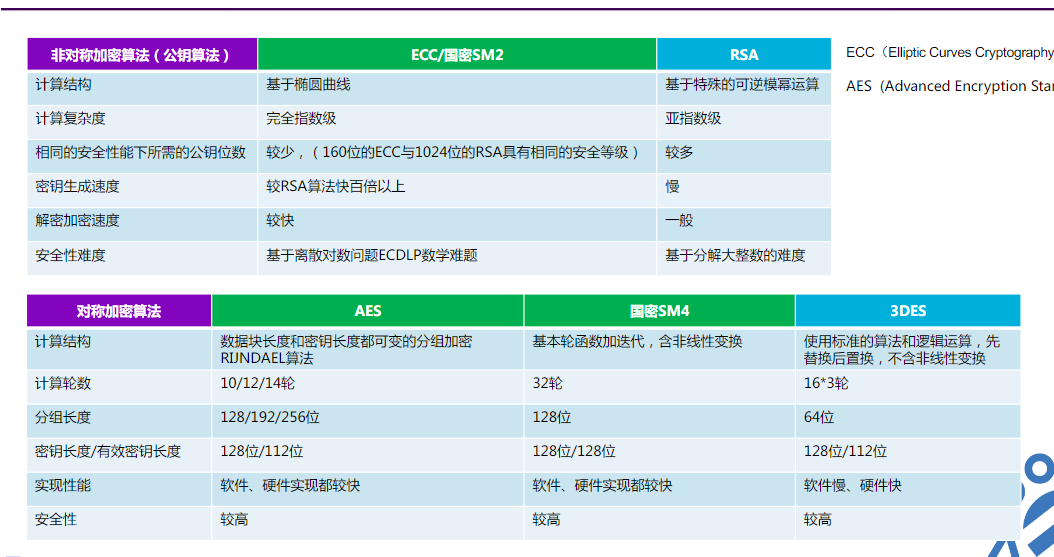 非对称加密算法（公钥算法） ECC/国密SM2 RSA
计算结构 基于椭圆曲线 基于特殊的可逆模幂运算
计算复杂度 完全指数级 亚指数级
相同的安全性能下所需的公钥位数 较少，（160位的ECC与1024位的RSA具有相同的安全等级） 较多
密钥生成速度 较RSA算法快百倍以上 慢
解密加密速度 较快 一般
安全性难度 基于离散对数问题ECDLP数学难题 基于分解大整数的难度
ECC（Elliptic Curves Cryptography
AES（Advanced Encryption Star
对称加密算法 AES 国密SM4 3DES
计算结构 数据块长度和密钥长度都可变的分组加密 基本轮函数加迭代，含非线性变换 使用标准的算法和逻辑运算，先
RIJNDAEL算法 替换后置换，不含非线性变换
计算轮数 10/12/14轮 32轮 16*3轮
分组长度 128/192/256位 128位 64位
密钥长度/有效密钥长度 128位/112位 128位/128位 128位/112位
实现性能 软件、硬件实现都较快 软件、硬件实现都较快 软件慢、硬件快
安全性 较高 较高 较高